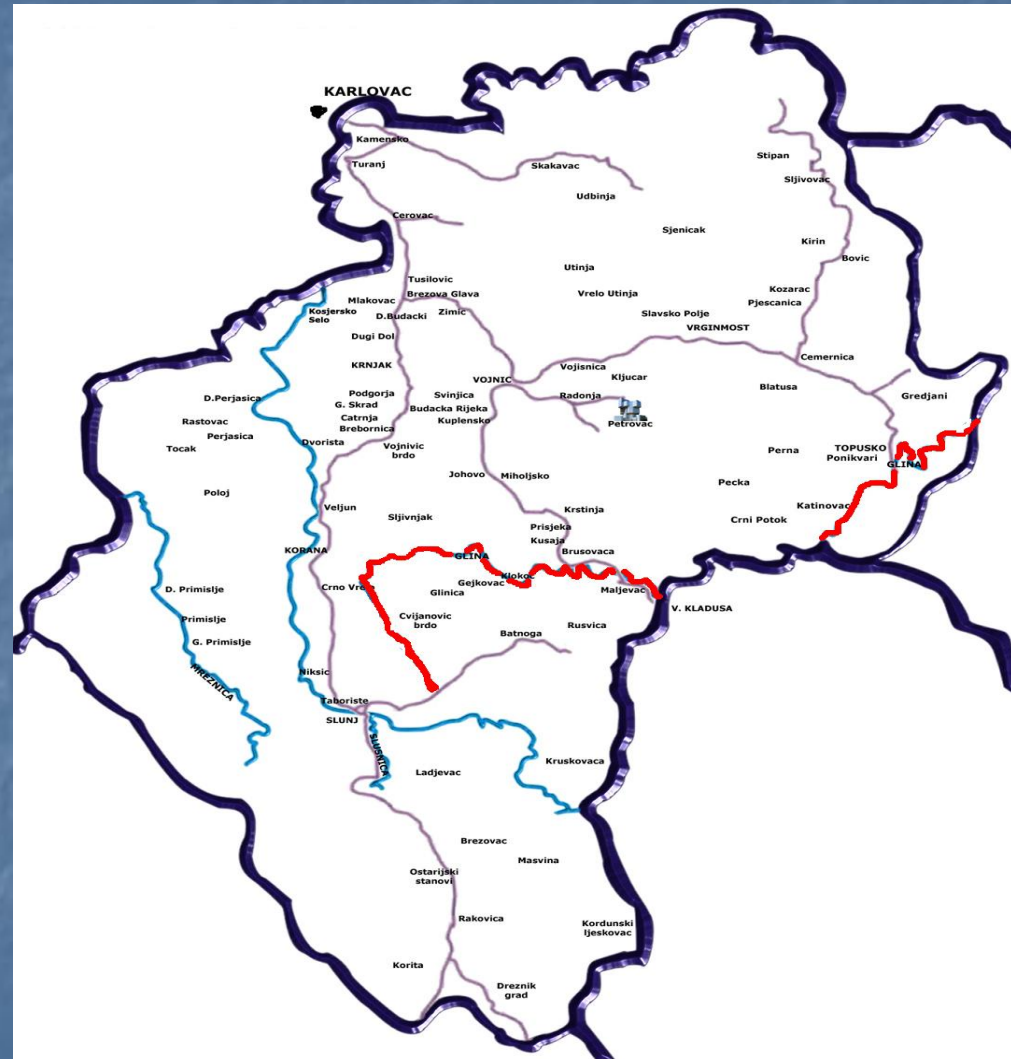 KARLOVAC
Kamensko
Turanj
Skakavac
Stipan
Sljivovac
Udbinja
Cerovac
Sjenicak
Kirin
Bovic
Utinja
Tusilovic
Brezova Glava
Vrelo Utinja
Kozarac
Pjescanica
Mlakovac
Kosjersko
Selo
D.Budacki
Zimic
Slavsko Polje
VRGINMOST
Dugi Dol
Cemernica
KRNJAK
Vojisnica
VOJNIC
Kljucar
Blatusa
Gredjani
Podgorja
Svinjica
Radonja
D.Perjasica
G. Skrad
Budacka Rijeka
Catrnja
Kuplensko
Petrovac
Rastovac
Brebornica
Perjasica
Dvorista
Vojnivic
brdo
Tocak
Perna
TOPUSKO
Ponikvari
GLINA
Johovo
Miholjsko
Pecka
Poloj
Veljun
Krstinja
Katinovac
Sljivnjak
Crni Potok
Prisjeka
Kusaja
KORANA
GLINA
Brusovaca
Klokoc
Gejkovac
Crno Vrelo
Glinica
Maljevac
D. Primislje
V. KLADUSA
Primislje
Cvijanovic
brdo
Rusvica
Batnoga
G. Primislje
MREZNICA
Niksic
Taboriste
SLUNJ
SLUSNICA
Kruskovaca
Ladjevac
Brezovac
Masvina
Ostarijski
stanovi
Rakovica
Kordunski
ljeskovac
Korita
Dreznik
grad